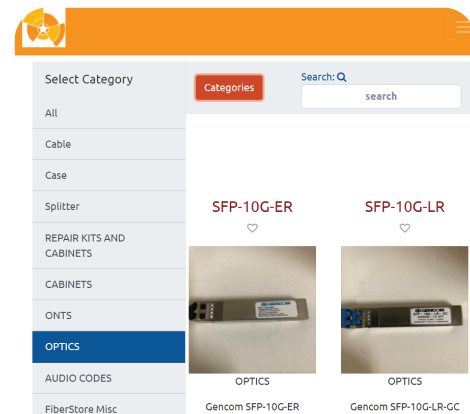 Select Category
All
Cable
Case
Splitter
REPAIR KITS AND
CABINETS
CABINETS
ONTS
OPTICS
AUDIO CODES
FiberStore Misc
Categories
Search:
search
SFP-10G-ER
SFP-10G-LR
OPTICS
OPTICS
Gencom SFP-10G-ER
Gencom SFP-10G-LR-GC